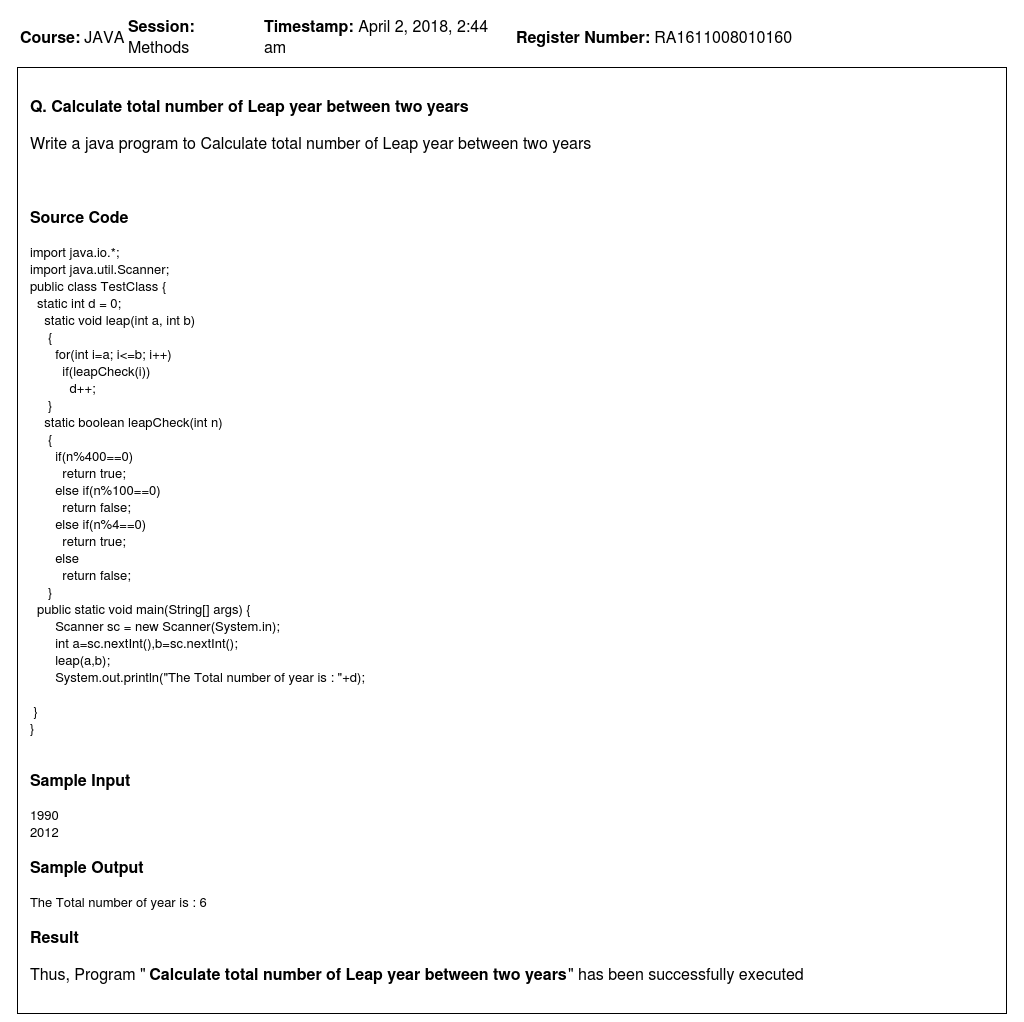 Course: JAVA Session: Methods Timestamp: April 2, 2018, 2:44 am Register Number: RA1611008010160
Q. Calculate total number of Leap year between two years
Write a java program to Calculate total number of Leap year between two years
Source Code
import java.io.*;
import java.util.Scanner;
public class TestClass {
static int d = 0;
static void leap(int a, int b)
{
for(int i=a; i<=b; i++)
if(leapCheck(i))
d++;
}
static boolean leapCheck(int n)
{
if(n%400==0)
return true;
else if(n%100==0)
return false;
else if(n%4==0)
return true;
else
return false;
}
public static void main(String[] args) {
Scanner sc = new Scanner(System.in);
int a=sc.nextInt(),b=sc.nextInt();
leap(a,b);
System.out.println("The Total number of year is : "+d);
}
}
Sample Input
1990
2012
Sample Output
The Total number of year is : 6
Result
Thus, Program " Calculate total number of Leap year between two years" has been successfully executed